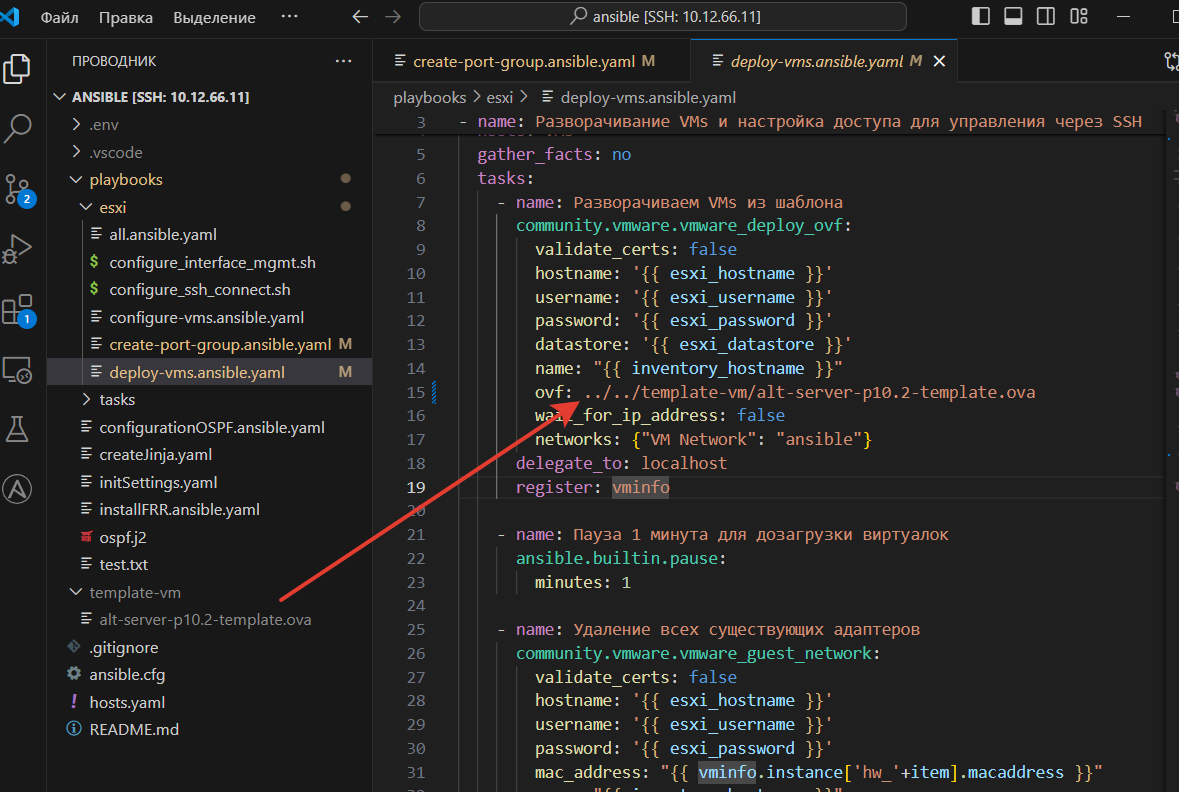 Файл Правка Выделение ··· ansible [SSH: 10.12.66.11]
ПРОВОДНИК ···
ANSIBLE [SSH: 10.12.66.11]
.env
.vscode
playbooks
esxi
all.ansible.yaml
$ configure_interface_mgmt.sh
$ configure_ssh_connect.sh
configure-vms.ansible.yaml
create-port-group.ansible.yaml M
deploy-vms.ansible.yaml M
tasks
configurationOSPF.ansible.yaml
createJinja.yaml
initSettings.yaml
installFRR.ansible.yaml
ospf.j2
test.txt
template-vm
alt-server-p10.2-template.ova
.gitignore
ansible.cfg
! hosts.yaml
README.md
2
1
create-port-group.ansible.yaml M
deploy-vms.ansible.yaml M
playbooks > esxi > deploy-vms.ansible.yaml
3 - name: Разворачивание VMs и настройка доступа для управления через SSH
5 gather_facts: no
6 tasks:
7 - name: Разворачиваем VMs из шаблона
8 community.vmware.vmware_deploy_ovf:
9 validate_certs: false
10 hostname: '{{ esxi_hostname }}'
11 username: '{{ esxi_username }}'
12 password: '{{ esxi_password }}'
13 datastore: '{{ esxi_datastore }}'
14 name: "{{ inventory_hostname }}"
15 ovf: ../../template-vm/alt-server-p10.2-template.ova
16 wait_for_ip_address: false
17 networks: {"VM Network": "ansible"}
18 delegate_to: localhost
19 register: vminfo
20
21 - name: Пауза 1 минута для дозагрузки виртуалок
22 ansible.builtin.pause:
23 minutes: 1
24
25 - name: Удаление всех существующих адаптеров
26 community.vmware.vmware_guest_network:
27 validate_certs: false
28 hostname: '{{ esxi_hostname }}'
29 username: '{{ esxi_username }}'
30 password: '{{ esxi_password }}'
31 mac_address: "{{ vminfo.instance['hw_'+item].macaddress }}"